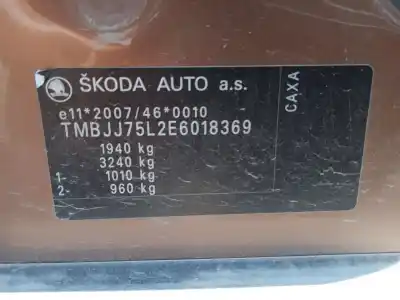 ŠKODA AUTO a.s.
e11*2007/46*0010
TMBJJ75L2E6018369
1940 kg
3240 kg
1- 1010 kg
2- 960 kg
CAXA